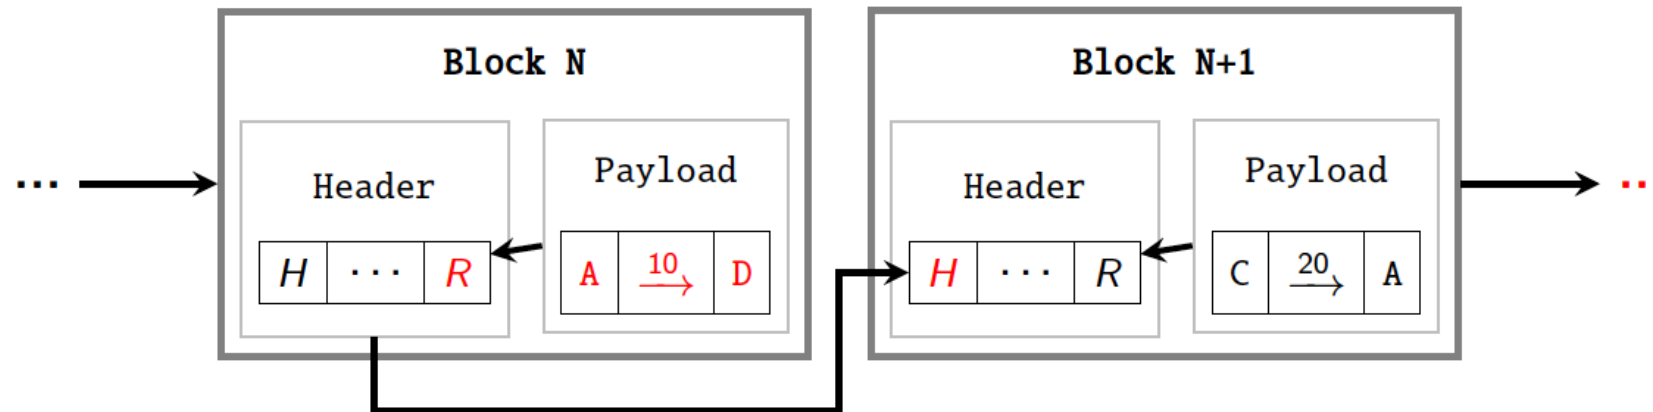 Block N
Block N+1
Header
Payload
Header
Payload
... H ... R
A 10 → D
H ... R
C 20 → A ..